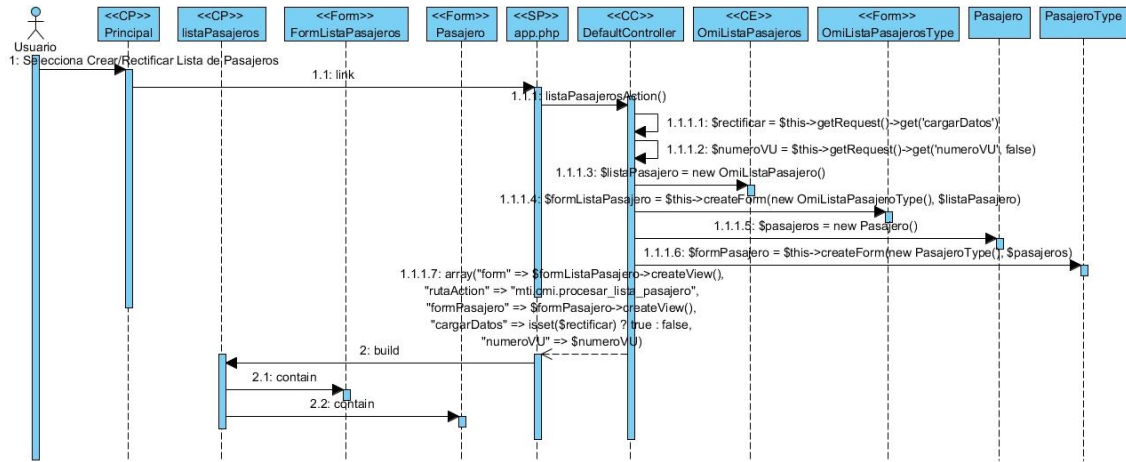 <<CP>>
Principal
<<CP>>
listaPasajeros
<<Form>>
FormListaPasajeros
<<Form>>
Pasajero
<<SP>>
app.php
<<CC>>
DefaultController
<<CE>>
OmiListaPasajeros
<<Form>>
OmiListaPasajerosType
Pasajero
PasajeroType
Usuario
1: Selecciona Crear/Rectificar Lista de Pasajeros
1.1: link
1.1.1: listaPasajerosAction()
1.1.1.1: $rectificar = $this->getRequest()->get('cargarDatos')
1.1.1.2: $numeroVU = $this->getRequest()->get('numeroVU', false)
1.1.1.3: $listaPasajero = new OmiListaPasajero()
1.1.1.4: $formListaPasajero = $this->createForm(new OmiListaPasajeroType(), $listaPasajero)
1.1.1.5: $pasajeros = new Pasajero()
1.1.1.6: $formPasajero = $this->createForm(new PasajeroType(), $pasajeros)
1.1.1.7: array("form" => $formListaPasajero->createView(),
"rutaAction" => "mti.omi.procesar_lista_pasajero",
"formPasajero" => $formPasajero->createView(),
"cargarDatos" => isset($rectificar) ? true : false,
"numeroVU" => $numeroVU)
2: build
2.1: contain
2.2: contain